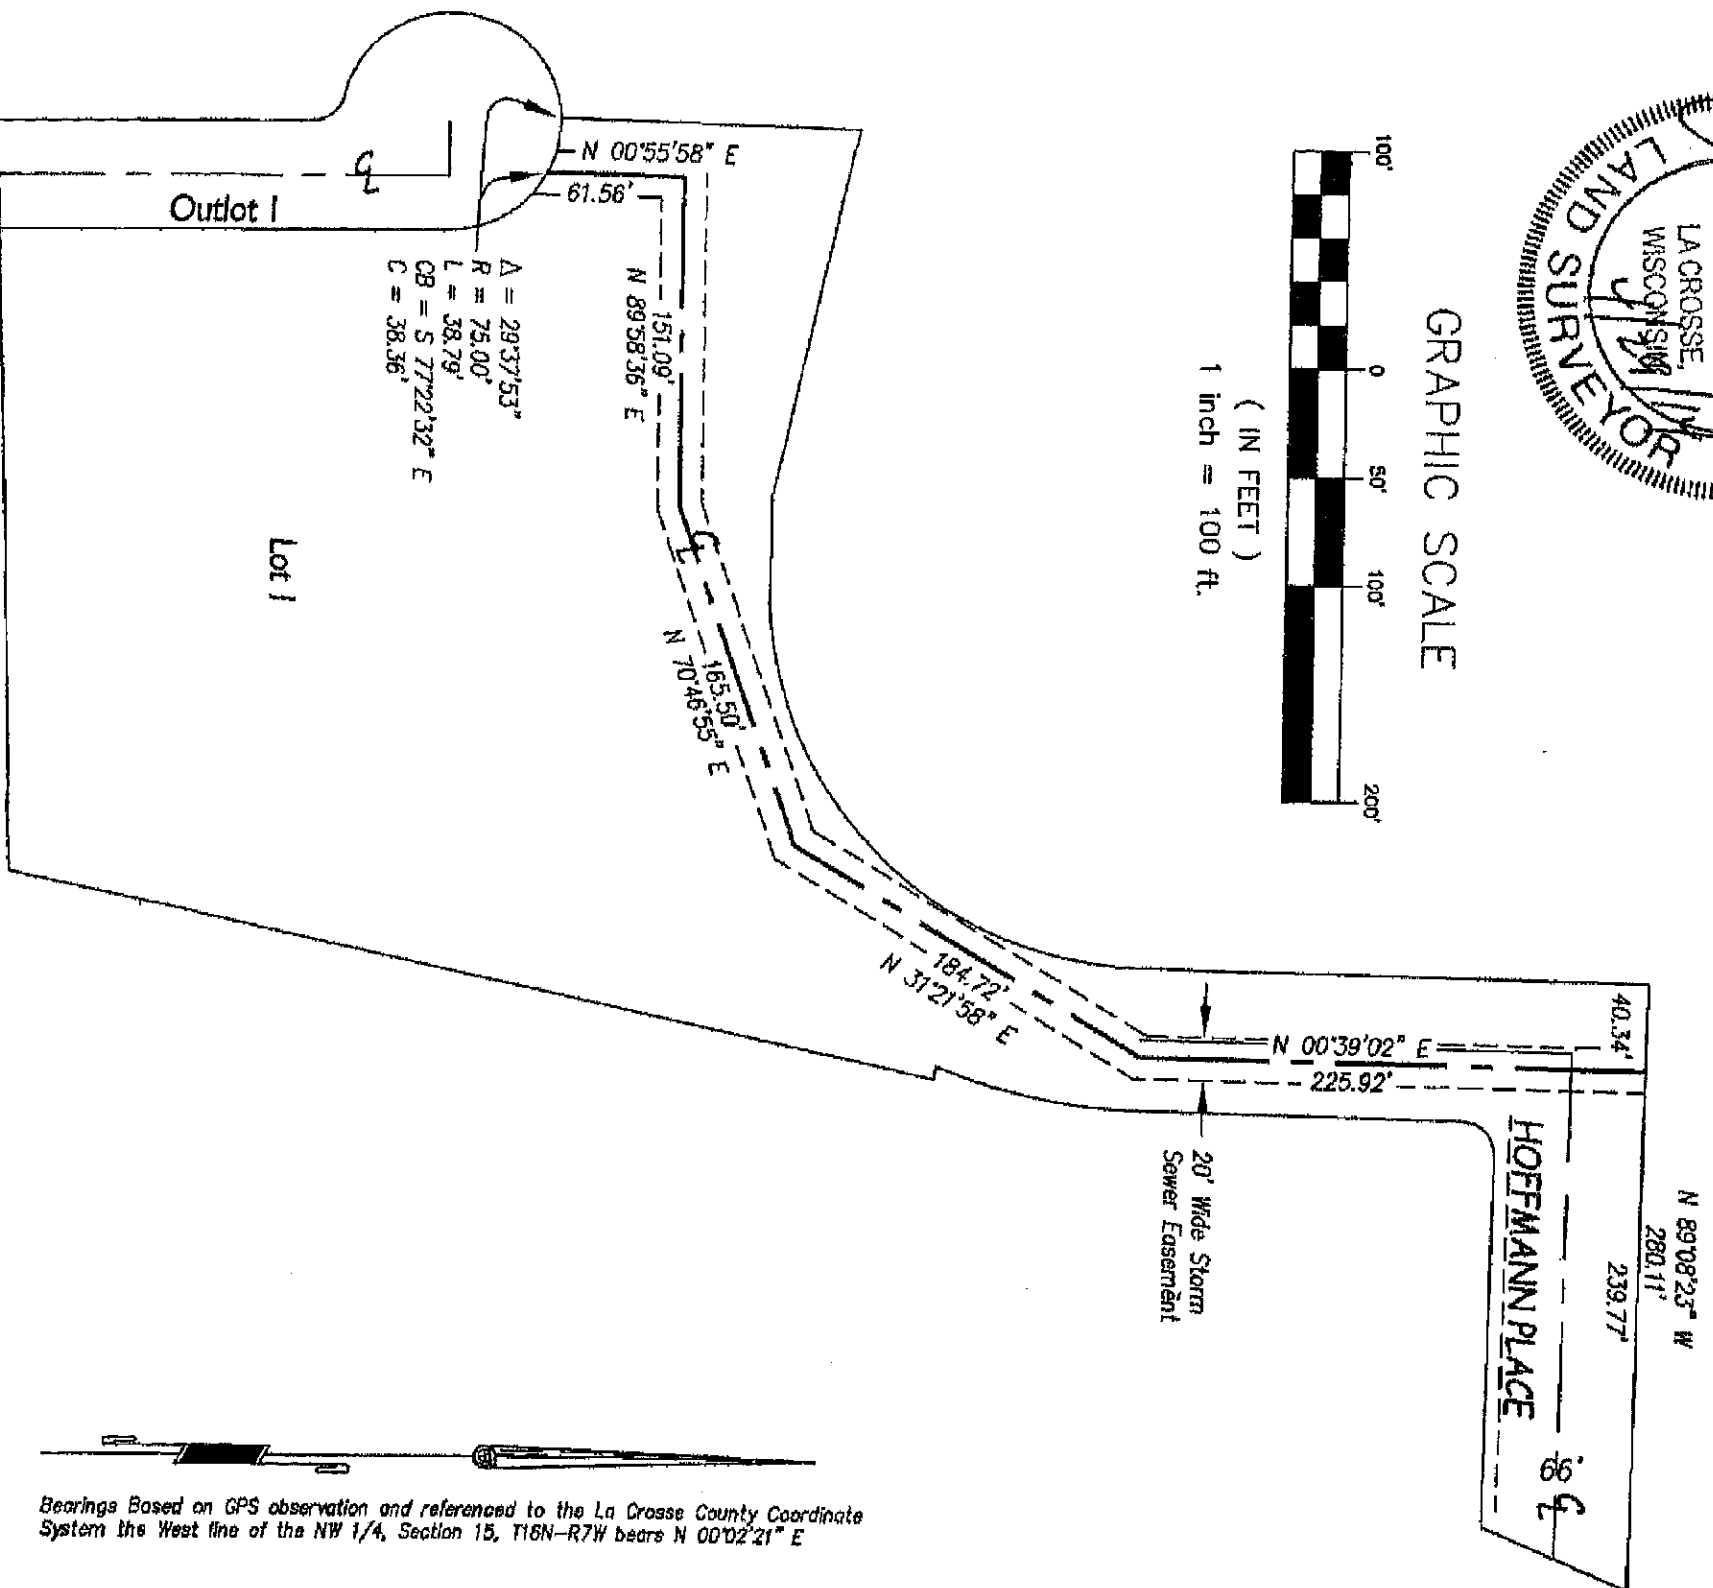 LAND SURVEYOR
LA CROSSE,
WISCONSIN
GRAPHIC SCALE
100'
0
50'
100'
200'
( IN FEET )
1 inch = 100 ft.
N 00°55'58" E
61.56'
151.09'
N 89°58'36" E
CL
Outlot 1
Δ = 29°37'53"
R = 75.00'
L = 38.79'
CB = S 77°22'32" E
C = 38.36'
Lot 1
CL
165.50'
N 70°46'55" E
184.72'
N 31°21'58" E
N 00°39'02" E
225.92'
40.34'
20' Wide Storm
Sewer Easement
HOFFMANN PLACE
N 89°08'23" W
280.11'
239.77'
66'
CL
Bearings Based on GPS observation and referenced to the La Crosse County Coordinate
System the West line of the NW 1/4, Section 15, T16N-R7W bears N 00°02'21" E